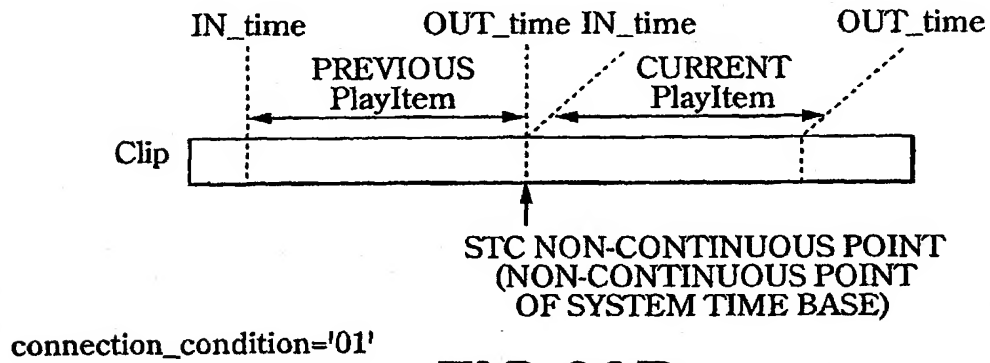 IN_time OUT_time IN_time OUT_time
PREVIOUS CURRENT
PlayItem PlayItem
Clip
STC NON-CONTINUOUS POINT
(NON-CONTINUOUS POINT
OF SYSTEM TIME BASE)
connection_condition='01'